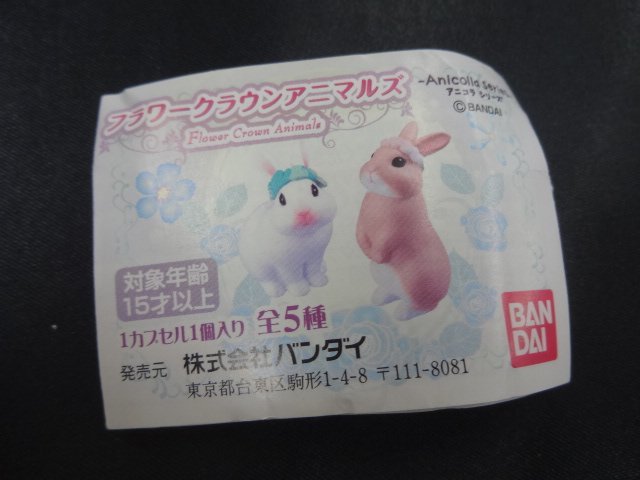 フラワークラウンアニマルズ
Flower Crown Animals
-Anicolla series-
アニコラ シリーズ
©BANDAI
対象年齢
15才以上
1カプセル1個入り 全5種
発売元 株式会社バンダイ
東京都台東区駒形1-4-8 〒111-8081
BAN
DAI